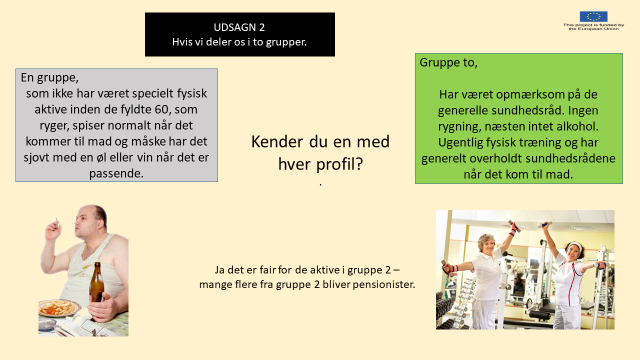 UDSAGN 2
Hvis vi deler os i to grupper.
This project is funded by
the European Union
En gruppe,
som ikke har været specielt fysisk
aktive inden de fyldte 60, som
ryger, spiser normalt når det
kommer til mad og måske har det
sjovt med en øl eller vin når det er
passende.
Kender du en med
hver profil?
.
Gruppe to,
Har været opmærksom på de
generelle sundhedsråd. Ingen
rygning, næsten intet alkohol.
Ugentlig fysisk træning og har
generelt overholdt sundhedsrådene
når det kom til mad.
Ja det er fair for de aktive i gruppe 2 –
mange flere fra gruppe 2 bliver pensionister.